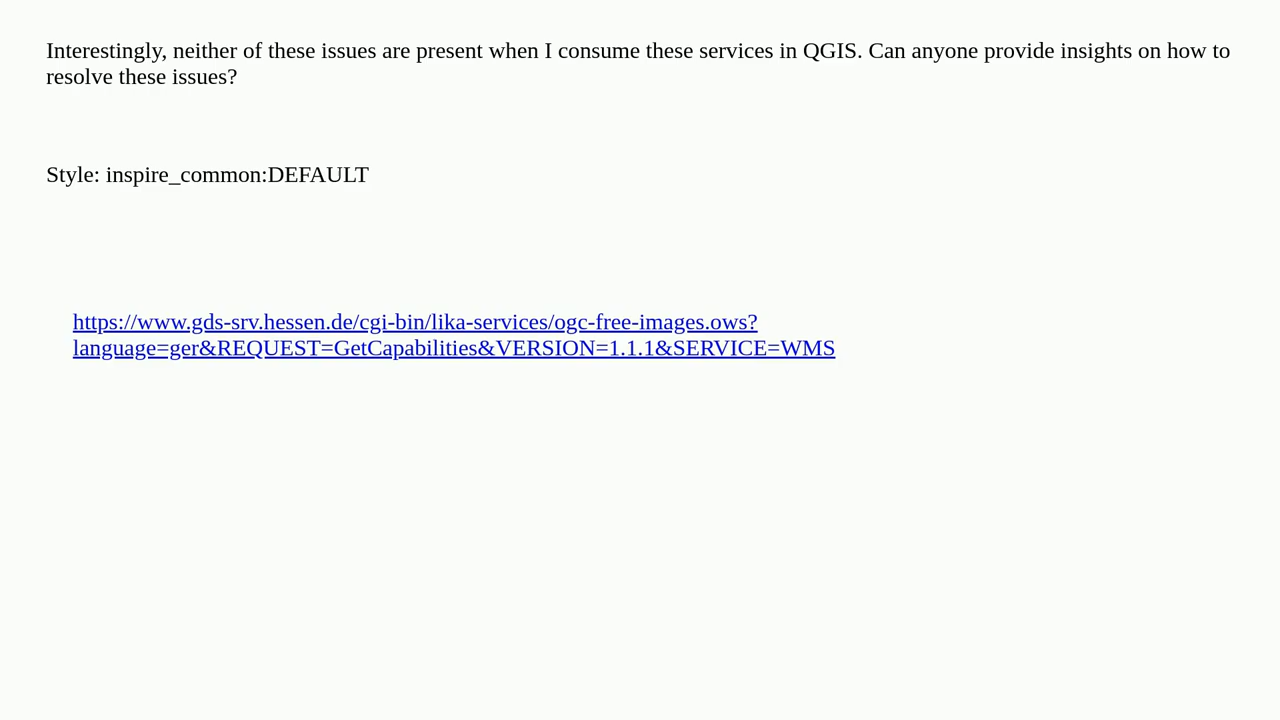 Interestingly, neither of these issues are present when I consume these services in QGIS. Can anyone provide insights on how to
resolve these issues?
Style: inspire_common:DEFAULT
https://www.gds-srv.hessen.de/cgi-bin/lika-services/ogc-free-images.ows?
language=ger&REQUEST=GetCapabilities&VERSION=1.1.1&SERVICE=WMS